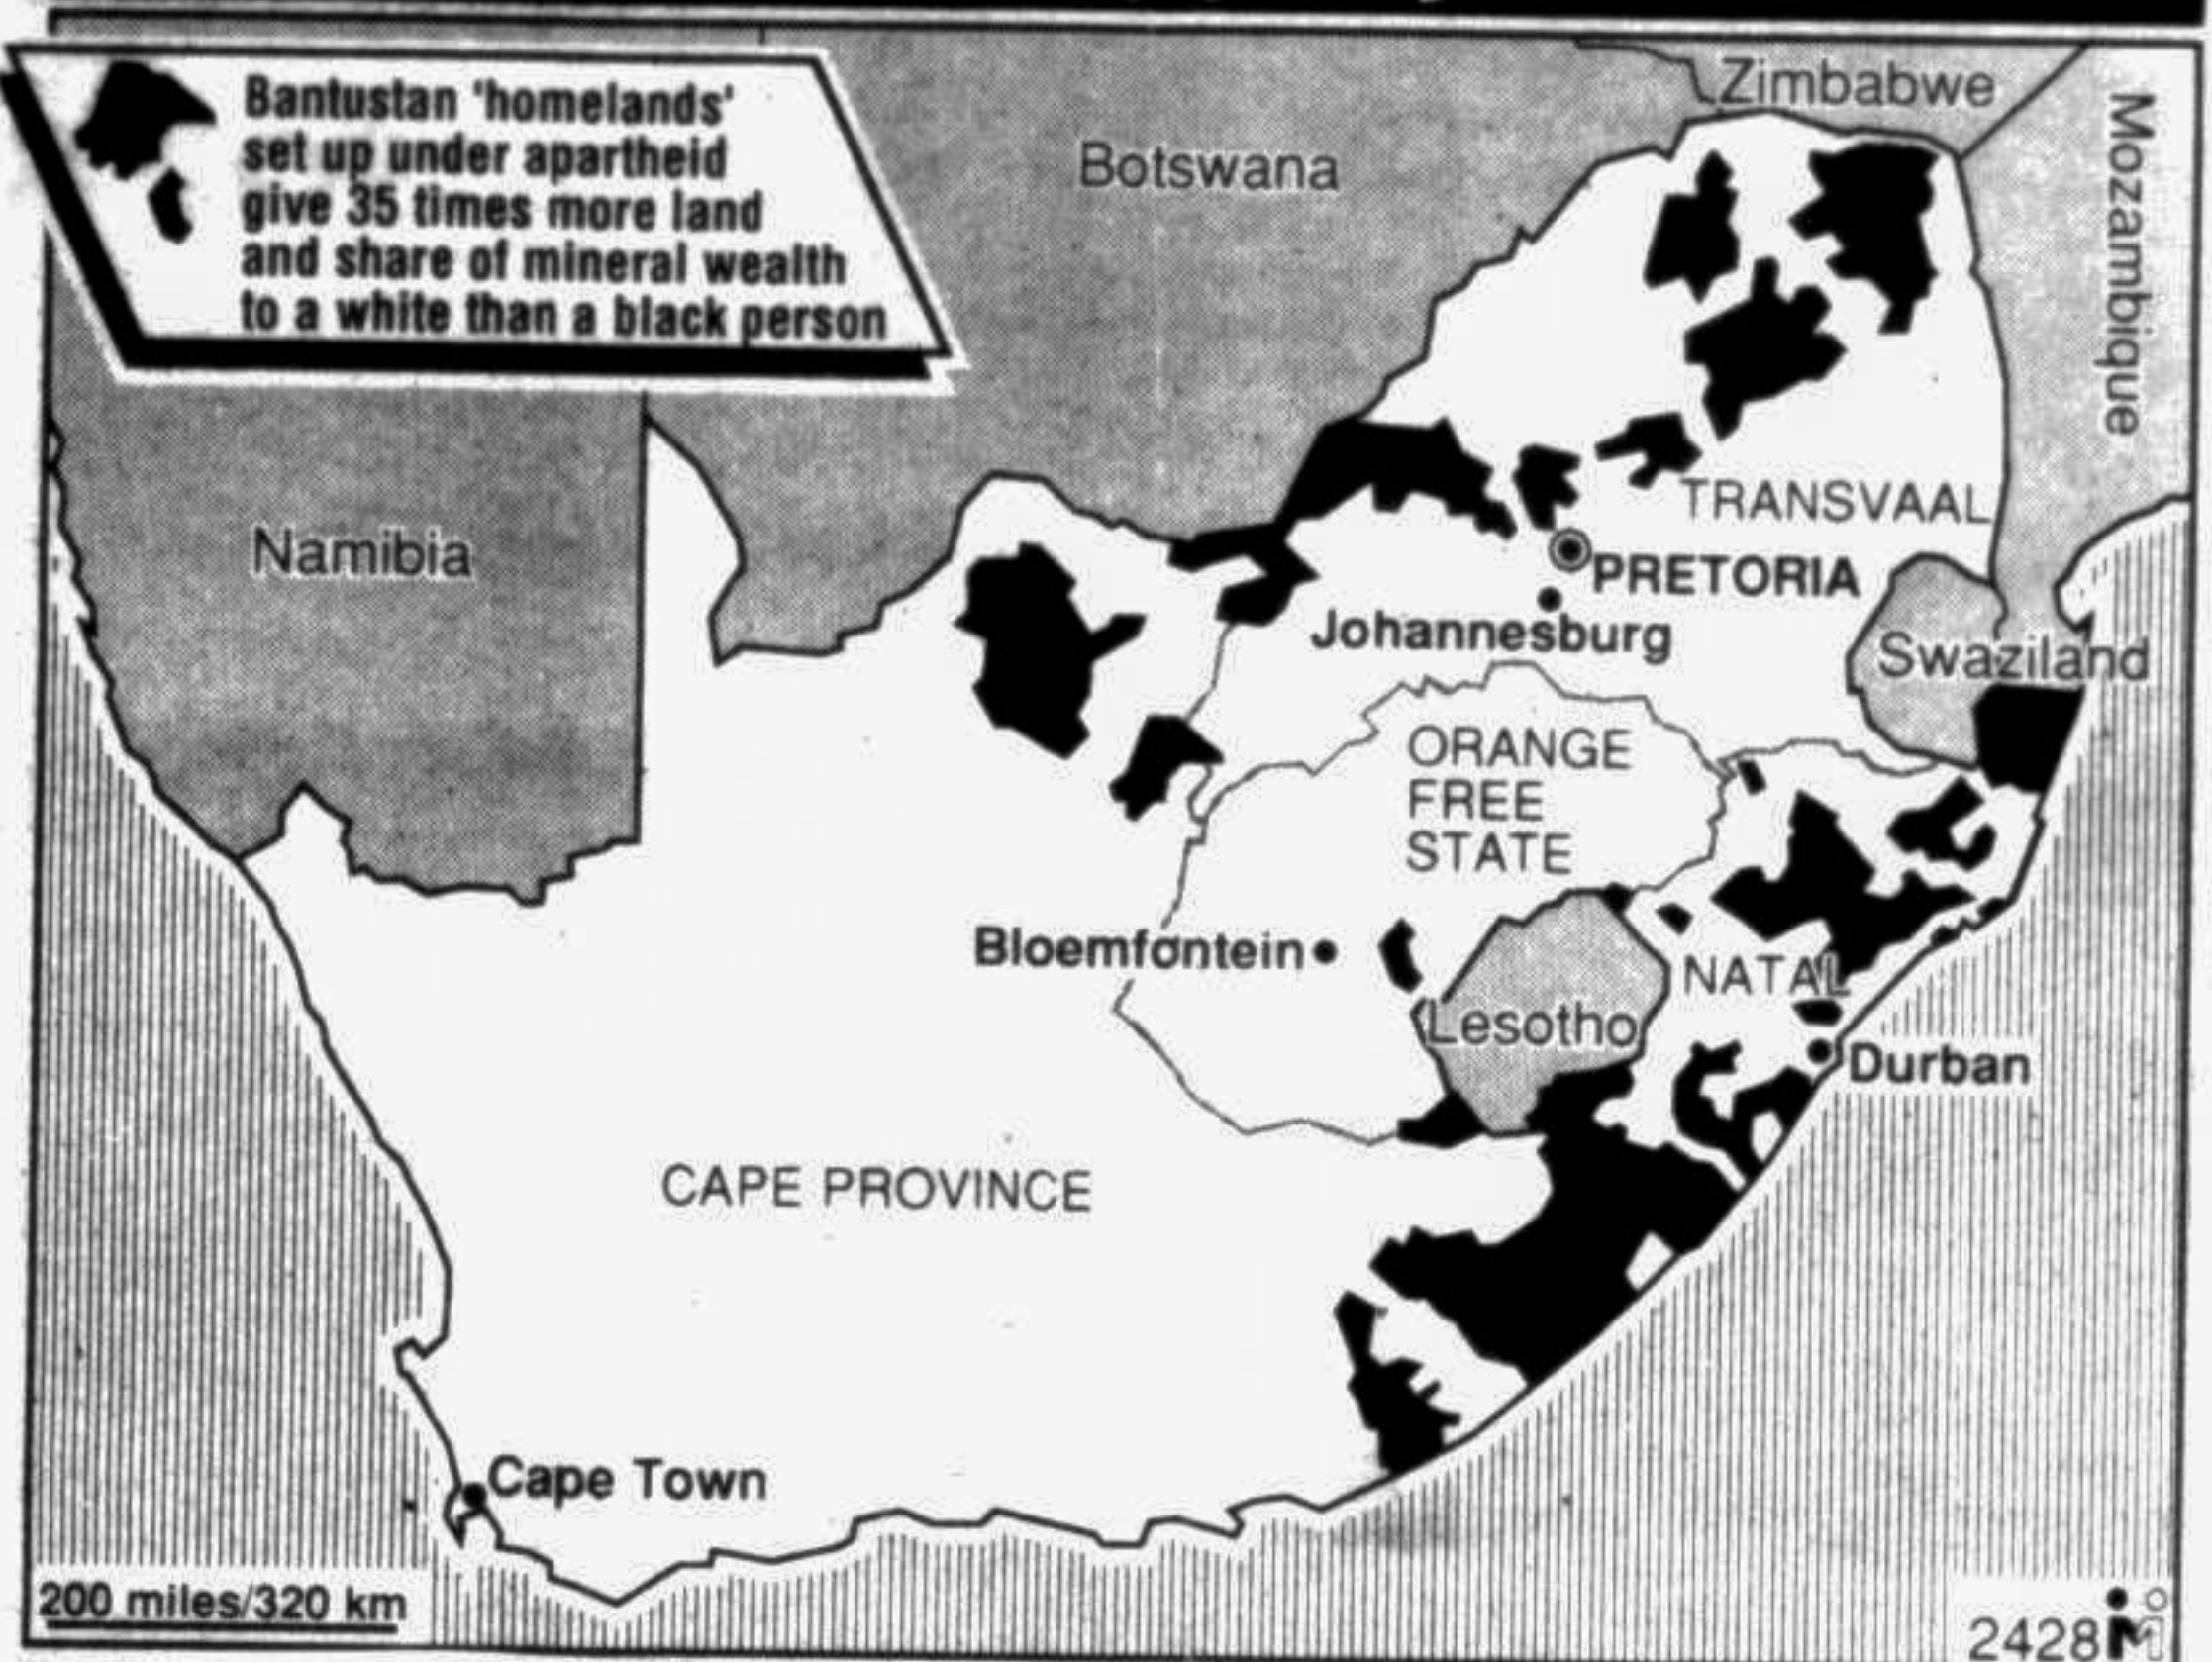 Bantustan 'homelands'
set up under apartheid
give 35 times more land
and share of mineral wealth
to a white than a black person
Zimbabwe
Botswana
Mozambique
Namibia
TRANSVAAL
PRETORIA
Johannesburg
Swaziland
ORANGE
FREE
STATE
Bloemfontein
NATAL
Lesotho
Durban
CAPE PROVINCE
Cape Town
200 miles/320 km
2428